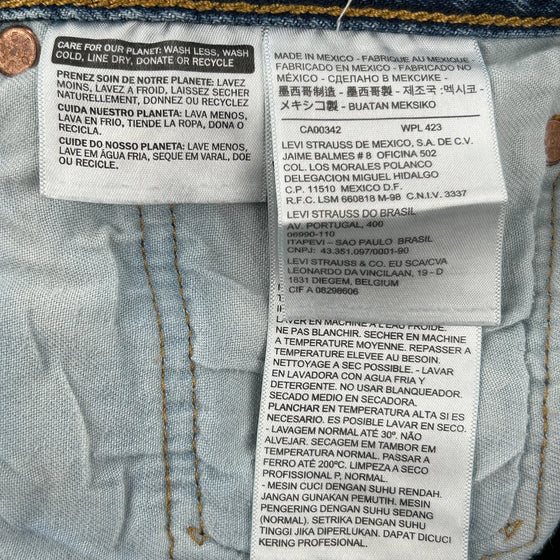 CARE FOR OUR PLANET: WASH LESS, WASH
COLD, LINE DRY, DONATE OR RECYCLE
PRENEZ SOIN DE NOTRE PLANETE: LAVEZ
MOINS, LAVEZ A FROID, LAISSEZ SÉCHER
NATURELLEMENT, DONNEZ OU RECYCLEZ
CUIDA NUESTRO PLANETA: LAVA MENOS,
LAVA EN FRIO, TIENDE LA ROPA, DONA O
RECICLA
CUIDE DO NOSSO PLANETA: LAVE MENOS,
LAVE EM ÁGUA FRIA, SEQUE EM VARAL, DOE
OU RECICLE.
MADE IN MEXICO - FABRIQUE AU MEXIQUE
FABRICADO EN MEXICO - FABRICADO NO
MÉXICO - СДЕЛАНО В МЕКСИКЕ -
墨西哥制造 - 墨西哥製 - 제조국: 멕시코 -
メキシコ製 - BUATAN MEKSIKO
CA00342 WPL 423
LEVI STRAUSS DE MEXICO, S.A. DE C.V.
JAIME BALMES # 8 OFICINA 502
COL. LOS MORALES POLANCO
DELEGACION MIGUEL HIDALGO
C.P. 11510 MEXICO D.F.
R.F.C. LSM 660818 M-98 C.N.I.V. 3337
LEVI STRAUSS DO BRASIL
AV. PORTUGAL, 400
06990-110
ITAPEVI – SAO PAULO BRASIL
CNPJ: 43.351.097/0001-90
LEVI STRAUSS & CO. EU SCA/CVA
LEONARDO DA VINCILAAN, 19 - D
1831 DIEGEM, BELGIUM
CIF A 08298606
LAVER EN MACHINE A L'EAU FROIDE.
NE PAS BLANCHIR. SECHER EN MACHINE A
TEMPERATURE MOYENNE. REPASSER A
TEMPERATURE ELEVEE AU BESOIN.
NETTOYAGE A SEC POSSIBLE. - LAVAR
EN LAVADORA CON AGUA FRIA Y
DETERGENTE. NO USAR BLANQUEADOR.
SECADO MEDIO EN SECADORA.
PLANCHAR EN TEMPERATURA ALTA SI ES
NECESARIO. ES POSIBLE LAVAR EN SECO.
- LAVAGEM NORMAL ATÉ 30º. NÃO
ALVEJAR. SECAGEM EM TAMBOR EM
TEMPERATURA NORMAL. PASSAR A
FERRO ATÉ 200ºC. LIMPEZA A SECO
PROFISSIONAL P, NORMAL
- MESIN CUCI DENGAN SUHU RENDAH.
JANGAN GUNAKAN PEMUTIH. MESIN
PENGERING DENGAN SUHU SEDANG
(NORMAL). SETRIKA DENGAN SUHU
TINGGI JIKA DIPERLUKAN. DAPAT DICUCI
KERING PROFESIONAL.